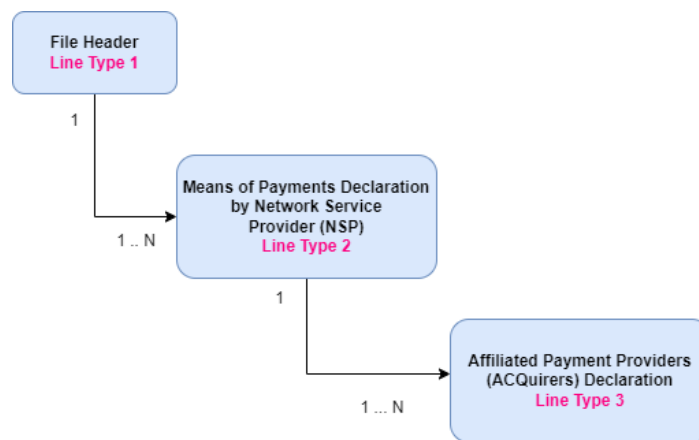 File Header
Line Type 1
1
Means of Payments Declaration
by Network Service
Provider (NSP)
Line Type 2
1 .. N
1
Affiliated Payment Providers
(ACQuirers) Declaration
Line Type 3
1 ... N